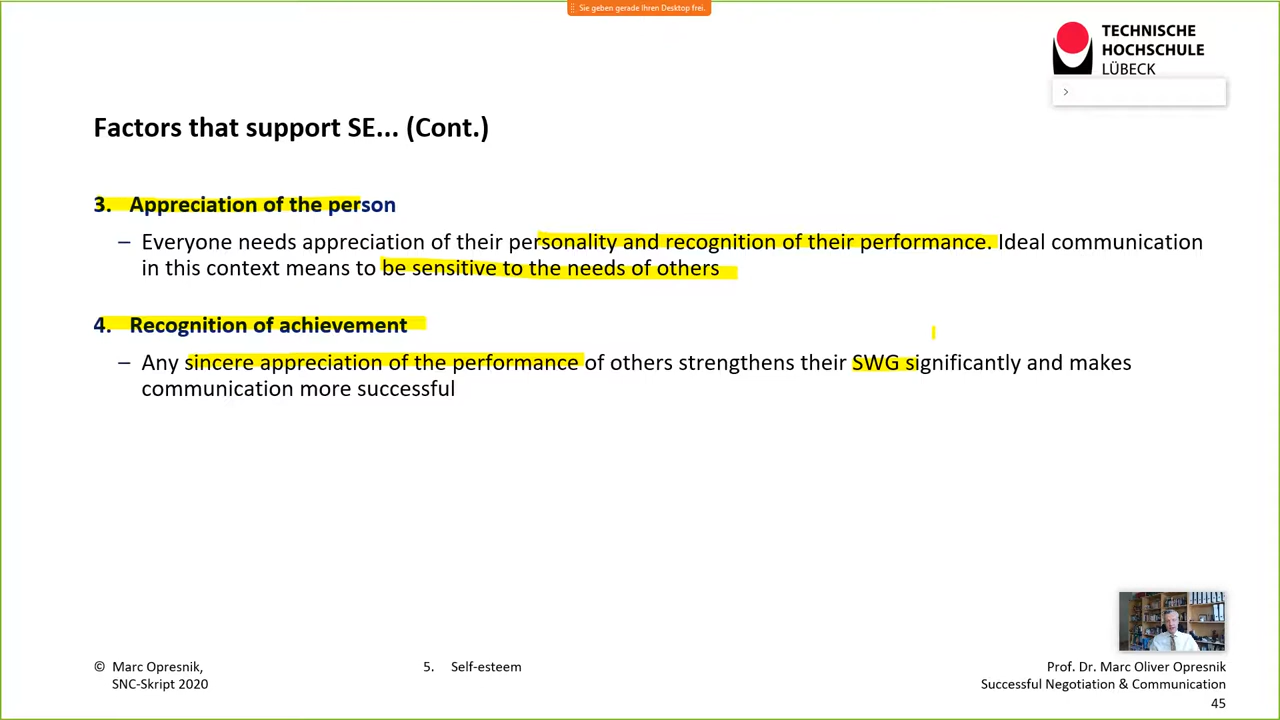 Sie geben gerade Ihren Desktop frei.
TECHNISCHE
HOCHSCHULE
LÜBECK
Factors that support SE... (Cont.)
3. Appreciation of the person
– Everyone needs appreciation of their personality and recognition of their performance. Ideal communication
in this context means to be sensitive to the needs of others
4. Recognition of achievement
– Any sincere appreciation of the performance of others strengthens their SWG significantly and makes
communication more successful
© Marc Opresnik,
SNC-Skript 2020
5. Self-esteem
Prof. Dr. Marc Oliver Opresnik
Successful Negotiation & Communication
45